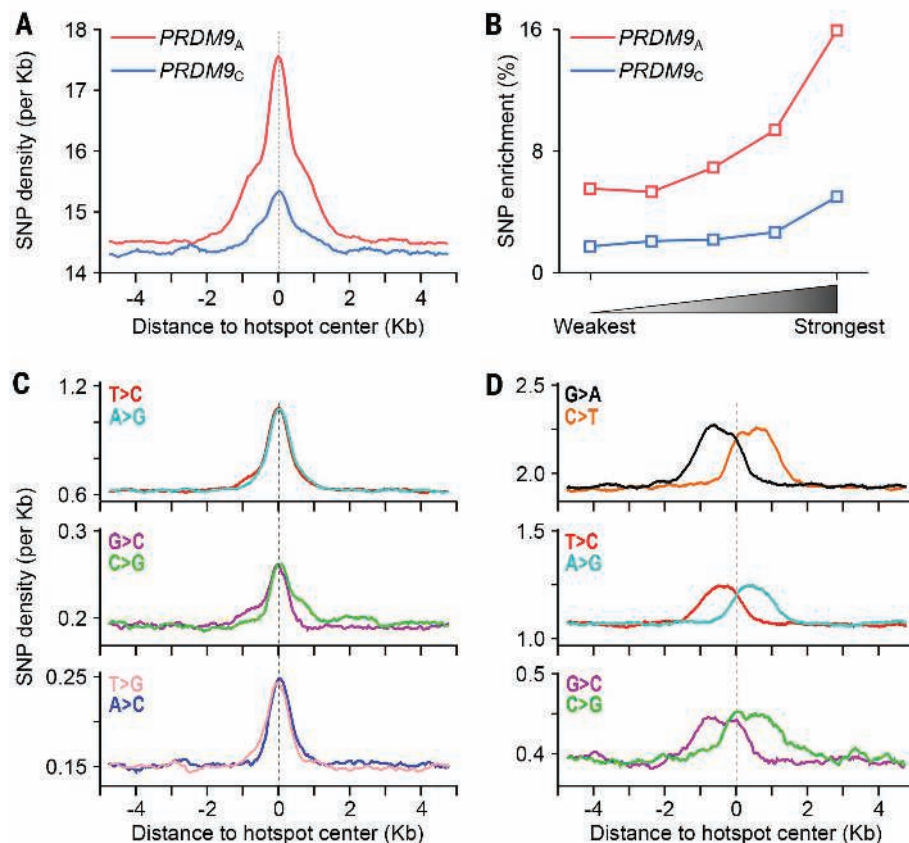 A
PRDM9A
PRDM9C
SNP density (per Kb)
18
17
16
15
14
-4 -2 0 2 4
Distance to hotspot center (Kb)
B
PRDM9A
PRDM9C
SNP enrichment (%)
16
8
0
Weakest Strongest
C
SNP density (per Kb)
T>C
A>G
1.2
0.6
G>C
C>G
0.3
0.2
T>G
A>C
0.25
0.15
-4 -2 0 2 4
Distance to hotspot center (Kb)
D
G>A
C>T
2.5
2.0
T>C
A>G
1.5
1.0
G>C
C>G
0.5
0.4
-4 -2 0 2 4
Distance to hotspot center (Kb)